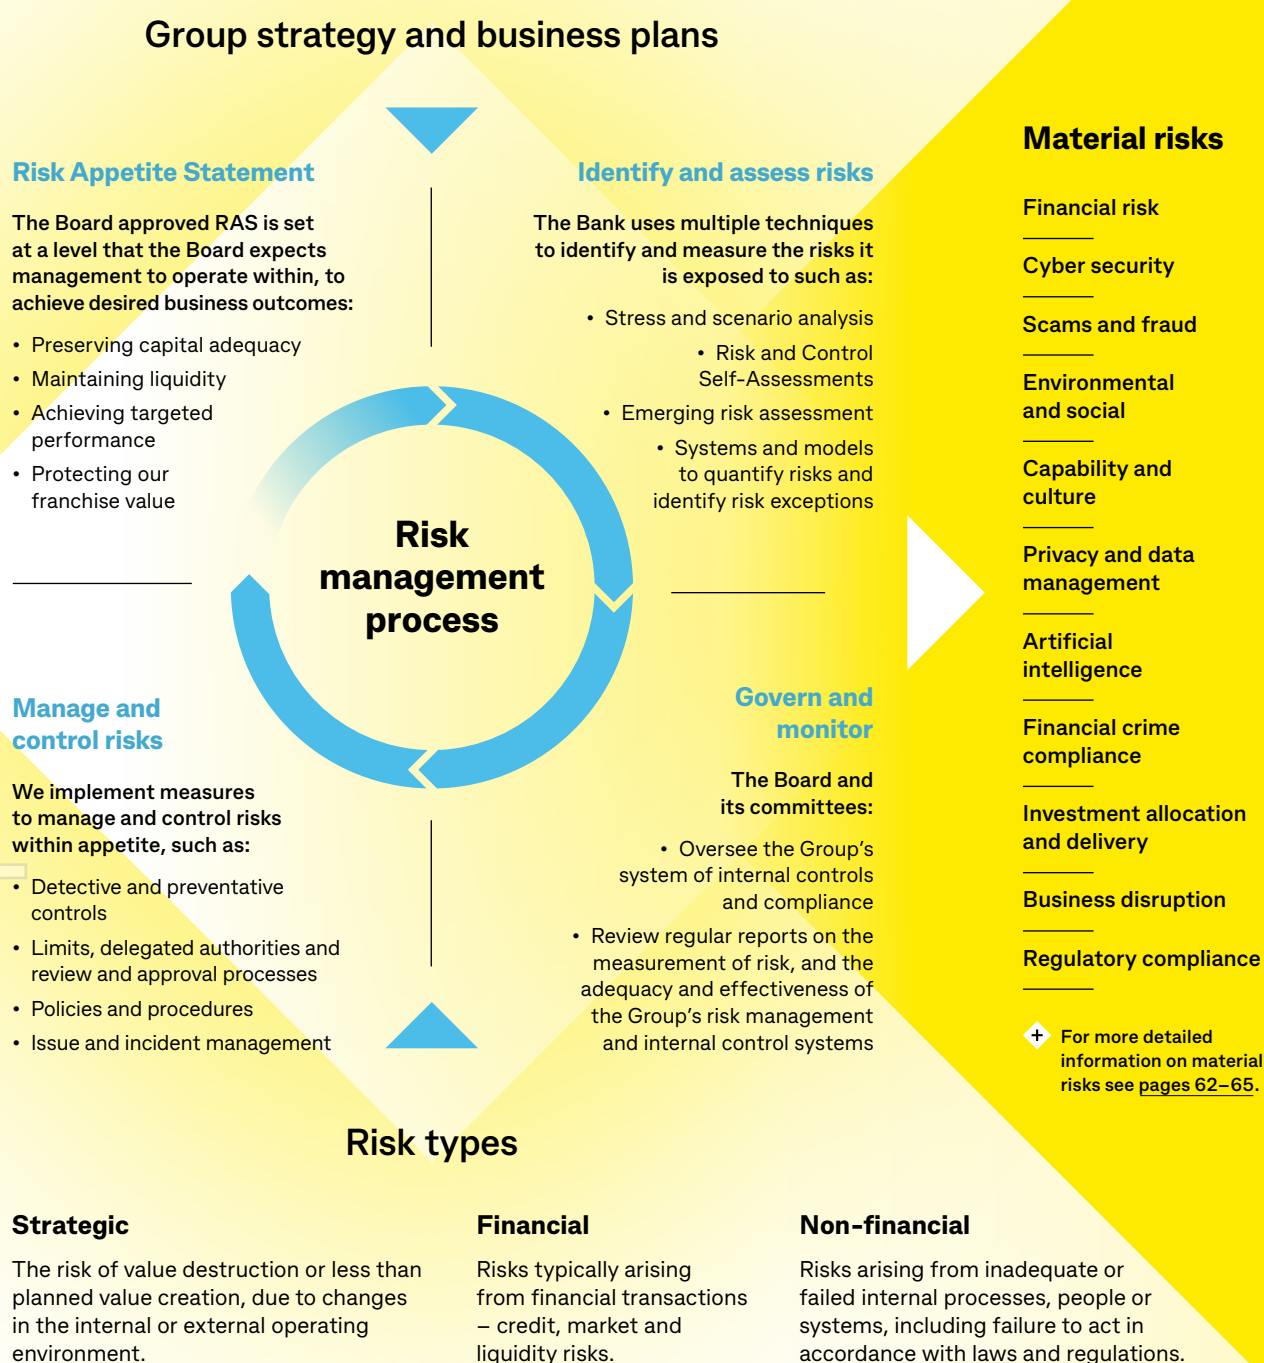 Group strategy and business plans
Risk Appetite Statement
The Board approved RAS is set
at a level that the Board expects
management to operate within, to
achieve desired business outcomes:
• Preserving capital adequacy
• Maintaining liquidity
• Achieving targeted
performance
• Protecting our
franchise value
Identify and assess risks
The Bank uses multiple techniques
to identify and measure the risks it
is exposed to such as:
• Stress and scenario analysis
• Risk and Control
Self-Assessments
• Emerging risk assessment
• Systems and models
to quantify risks and
identify risk exceptions
Risk
management
process
Manage and
control risks
We implement measures
to manage and control risks
within appetite, such as:
• Detective and preventative
controls
• Limits, delegated authorities and
review and approval processes
• Policies and procedures
• Issue and incident management
Govern and
monitor
The Board and
its committees:
• Oversee the Group's
system of internal controls
and compliance
• Review regular reports on the
measurement of risk, and the
adequacy and effectiveness of
the Group's risk management
and internal control systems
Material risks
Financial risk
Cyber security
Scams and fraud
Environmental
and social
Capability and
culture
Privacy and data
management
Artificial
intelligence
Financial crime
compliance
Investment allocation
and delivery
Business disruption
Regulatory compliance
+ For more detailed
information on material
risks see pages 62–65.
Risk types
Strategic
The risk of value destruction or less than
planned value creation, due to changes
in the internal or external operating
environment.
Financial
Risks typically arising
from financial transactions
– credit, market and
liquidity risks.
Non-financial
Risks arising from inadequate or
failed internal processes, people or
systems, including failure to act in
accordance with laws and regulations.